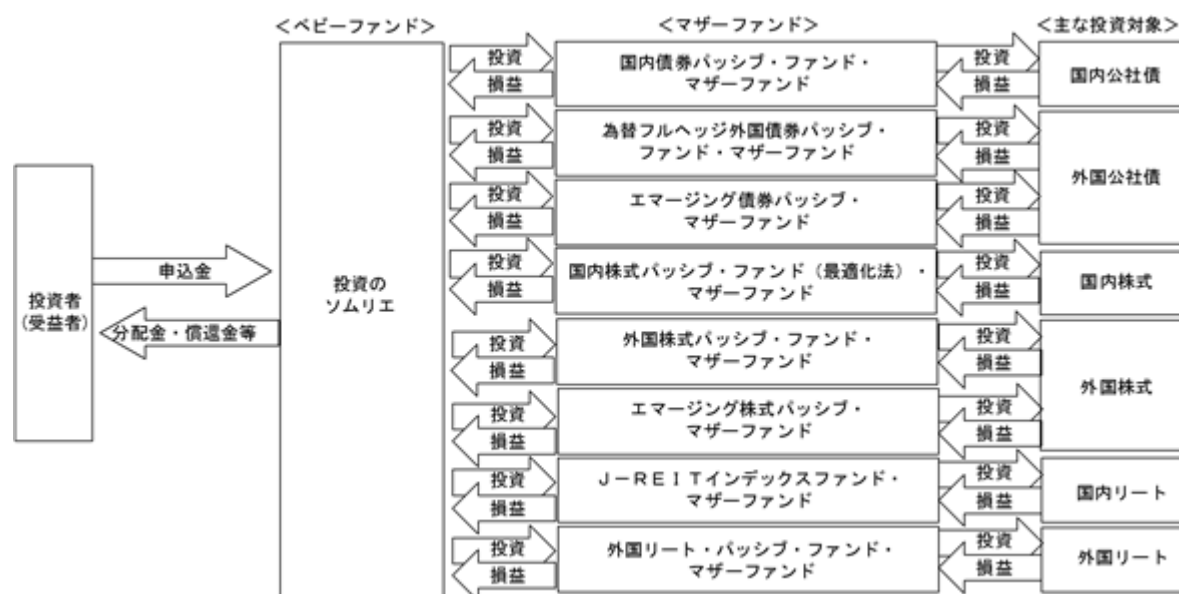 ＜ベビーファンド＞
＜マザーファンド＞
＜主な投資対象＞
投資者
(受益者)
申込金
分配金・償還金等
投資の
ソムリエ
投資
損益
国内債券パッシブ・ファンド・
マザーファンド
投資
損益
国内公社債
投資
損益
為替フルヘッジ外国債券パッシブ・
ファンド・マザーファンド
投資
損益
外国公社債
投資
損益
エマージング債券パッシブ・
マザーファンド
投資
損益
投資
損益
国内株式パッシブ・ファンド（最適化法）・
マザーファンド
投資
損益
国内株式
投資
損益
外国株式パッシブ・ファンド・
マザーファンド
投資
損益
外国株式
投資
損益
エマージング株式パッシブ・
マザーファンド
投資
損益
投資
損益
Ｊ－ＲＥＩＴインデックスファンド・
マザーファンド
投資
損益
国内リート
投資
損益
外国リート・パッシブ・ファンド・
マザーファンド
投資
損益
外国リート